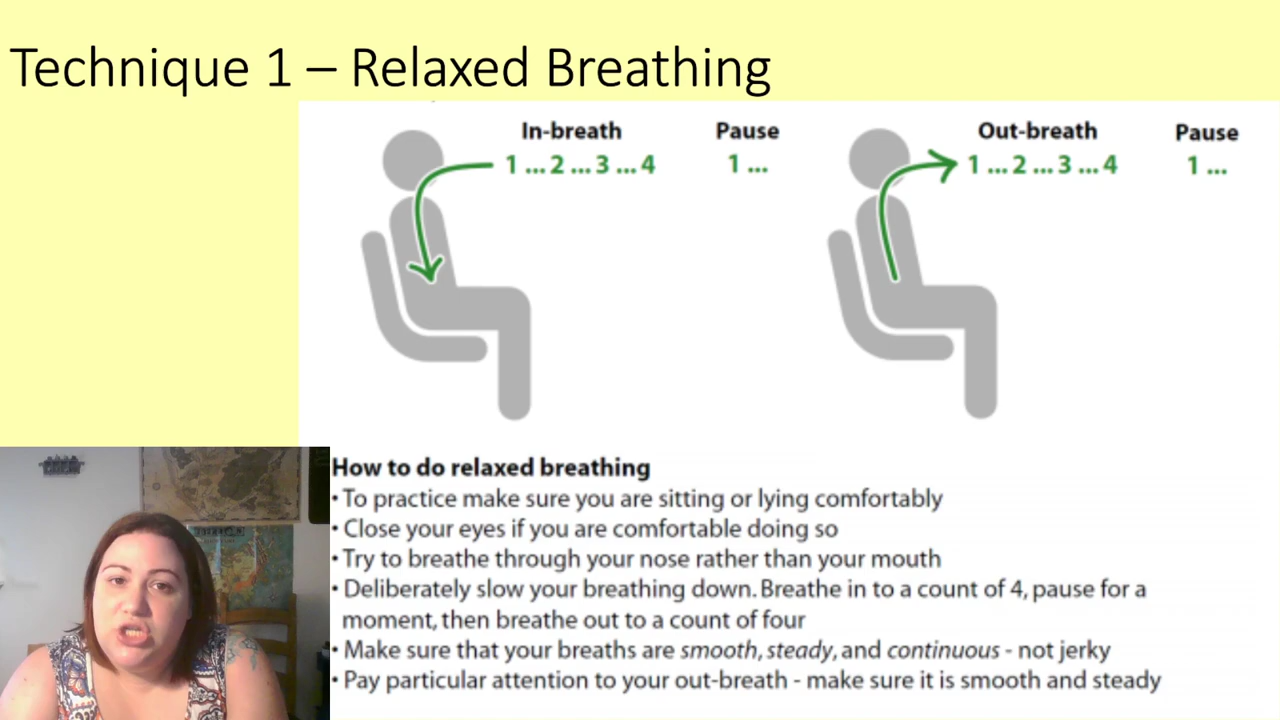 Technique 1 – Relaxed Breathing
In-breath
1 ... 2 ... 3 ... 4
Pause
1 ...
Out-breath
1 ... 2 ... 3 ... 4
Pause
1 ...
How to do relaxed breathing
• To practice make sure you are sitting or lying comfortably
• Close your eyes if you are comfortable doing so
• Try to breathe through your nose rather than your mouth
• Deliberately slow your breathing down. Breathe in to a count of 4, pause for a
moment, then breathe out to a count of four
• Make sure that your breaths are smooth, steady, and continuous - not jerky
• Pay particular attention to your out-breath - make sure it is smooth and steady